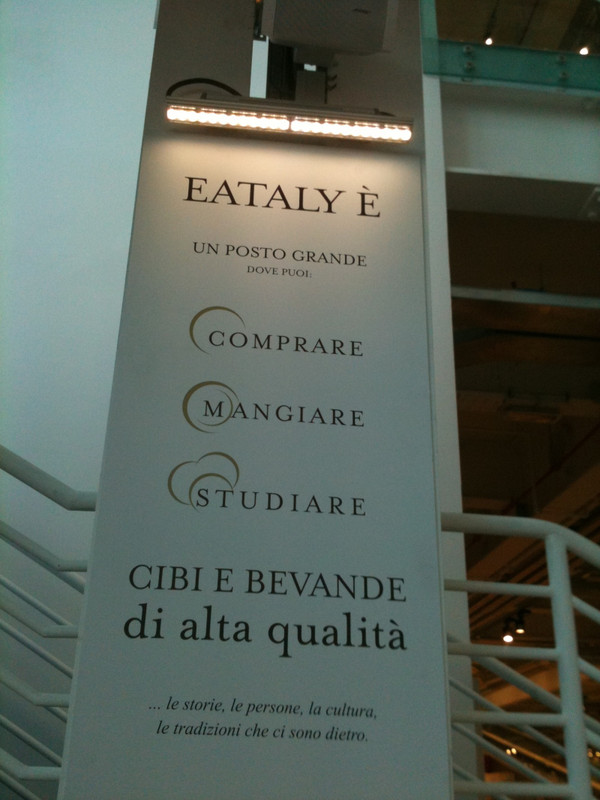 EATALY È
UN POSTO GRANDE
DOVE PUOI:
COMPRARE
MANGIARE
STUDIARE
CIBI E BEVANDE
di alta qualità
... le storie, le persone, la cultura,
le tradizioni che ci sono dietro.